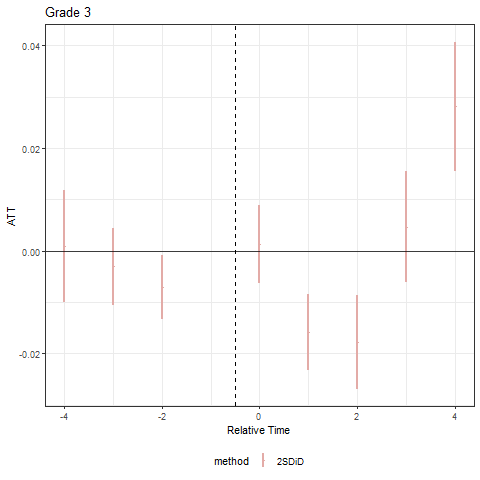 Grade 3
0.04
0.02
0.00
-0.02
ATT
-4 -2 0 2 4
Relative Time
method 2SDiD